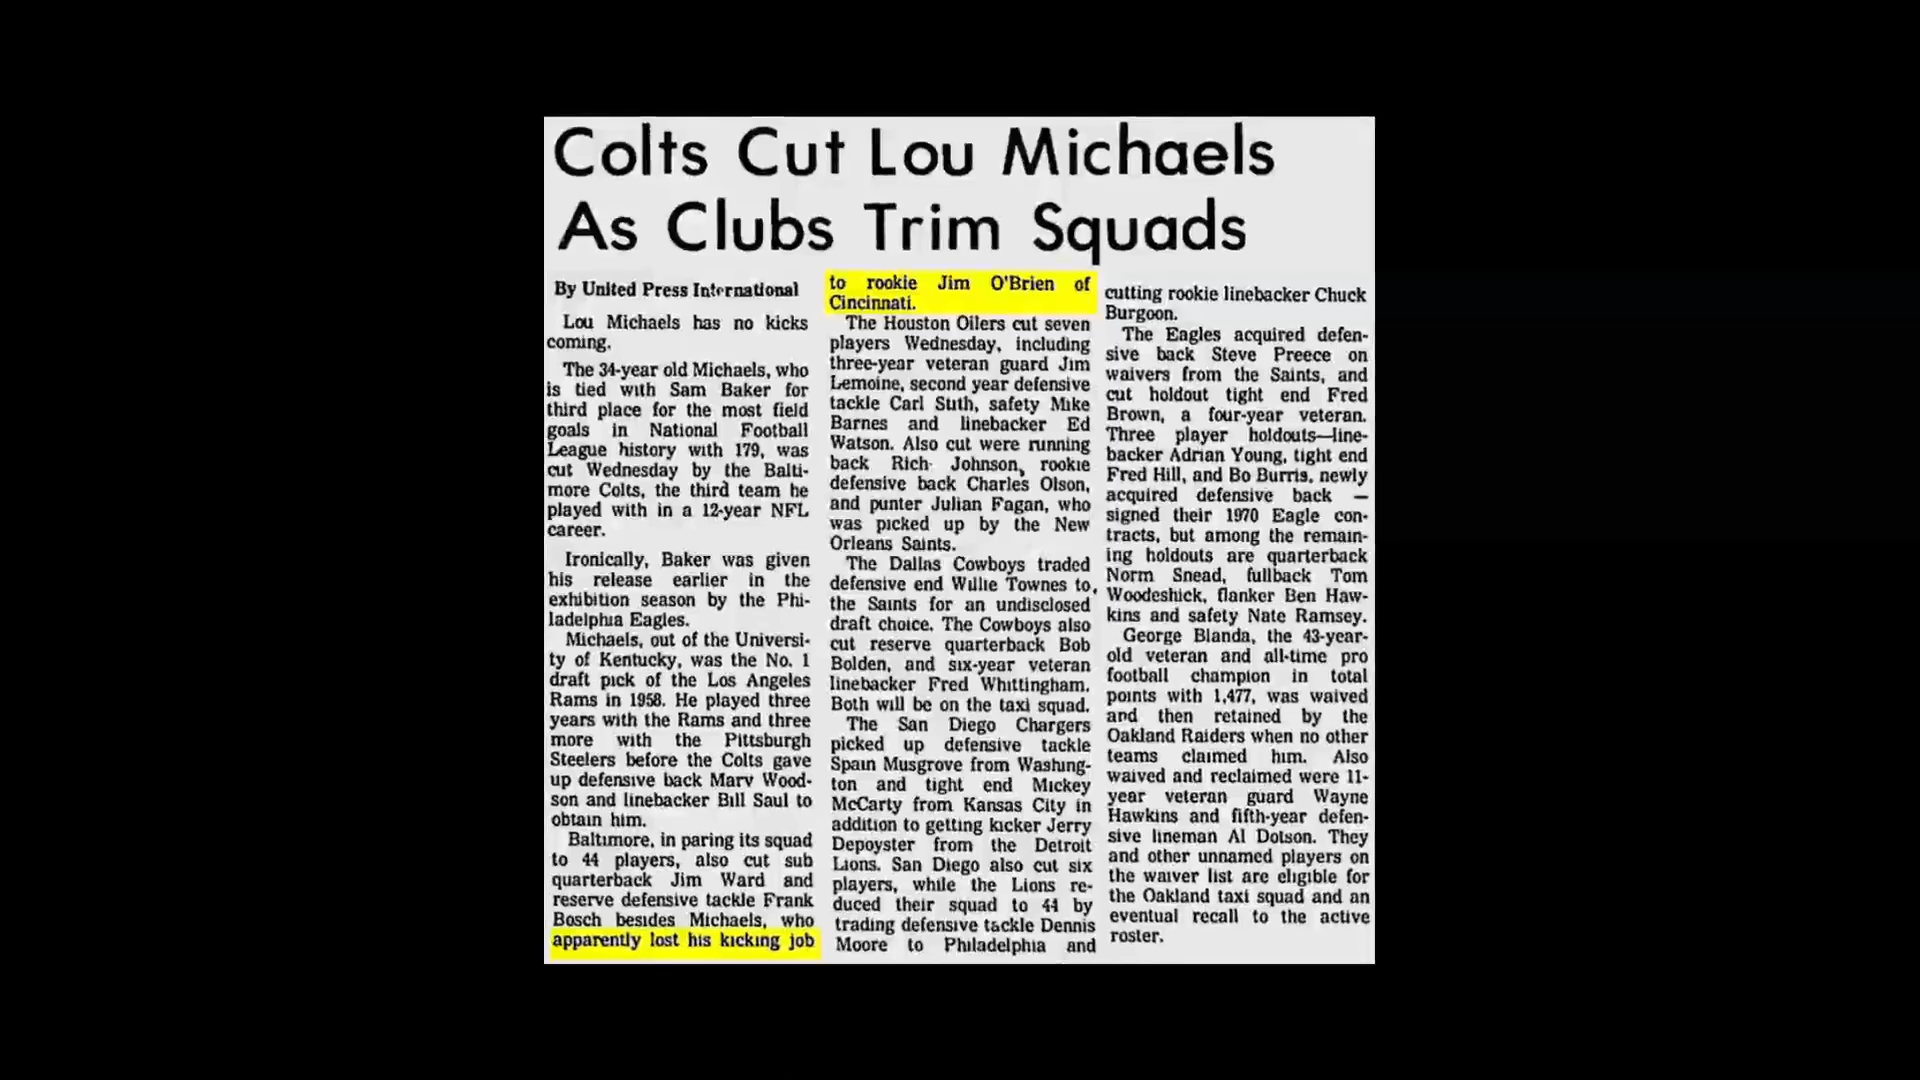 Colts Cut Lou Michaels
As Clubs Trim Squads
By United Press International
Lou Michaels has no kicks
coming.
The 34-year old Michaels, who
is tied with Sam Baker for
third place for the most field
goals in National Football
League history with 179, was
cut Wednesday by the Balti-
more Colts, the third team he
played with in a 12-year NFL
career.
Ironically, Baker was given
his release earlier in the
exhibition season by the Phi-
ladelphia Eagles.
Michaels, out of the Universi-
ty of Kentucky, was the No. 1
draft pick of the Los Angeles
Rams in 1958. He played three
years with the Rams and three
more with the Pittsburgh
Steelers before the Colts gave
up defensive back Marv Wood-
son and linebacker Bill Saul to
obtain him.
Baltimore, in paring its squad
to 44 players, also cut sub
quarterback Jim Ward and
reserve defensive tackle Frank
Bosch besides Michaels, who
apparently lost his kicking job
to rookie Jim O'Brien of
Cincinnati.
The Houston Oilers cut seven
players Wednesday, including
three-year veteran guard Jim
Lemoine, second year defensive
tackle Carl Suth, safety Mike
Barnes and linebacker Ed
Watson. Also cut were running
back Rich Johnson, rookie
defensive back Charles Olson,
and punter Julian Fagan, who
was picked up by the New
Orleans Saints.
The Dallas Cowboys traded
defensive end Willie Townes to,
the Saints for an undisclosed
draft choice. The Cowboys also
cut reserve quarterback Bob
Bolden, and six-year veteran
linebacker Fred Whittingham.
Both will be on the taxi squad.
The San Diego Chargers
picked up defensive tackle
Spain Musgrove from Washing-
ton and tight end Mickey
McCarty from Kansas City in
addition to getting kicker Jerry
Depoyster from the Detroit
Lions. San Diego also cut six
players, while the Lions re-
duced their squad to 44 by
trading defensive tackle Dennis
Moore to Philadelphia and
cutting rookie linebacker Chuck
Burgoon.
The Eagles acquired defen-
sive back Steve Preece on
waivers from the Saints, and
cut holdout tight end Fred
Brown, a four-year veteran.
Three player holdouts—line-
backer Adrian Young, tight end
Fred Hill, and Bo Burris, newly
acquired defensive back —
signed their 1970 Eagle con-
tracts, but among the remain-
ing holdouts are quarterback
Norm Snead, fullback Tom
Woodeshick, flanker Ben Haw-
kins and safety Nate Ramsey.
George Blanda, the 43-year-
old veteran and all-time pro
football champion in total
points with 1,477, was waived
and then retained by the
Oakland Raiders when no other
teams claimed him. Also
waived and reclaimed were 11-
year veteran guard Wayne
Hawkins and fifth-year defen-
sive lineman Al Dotson. They
and other unnamed players on
the waiver list are eligible for
the Oakland taxi squad and an
eventual recall to the active
roster.